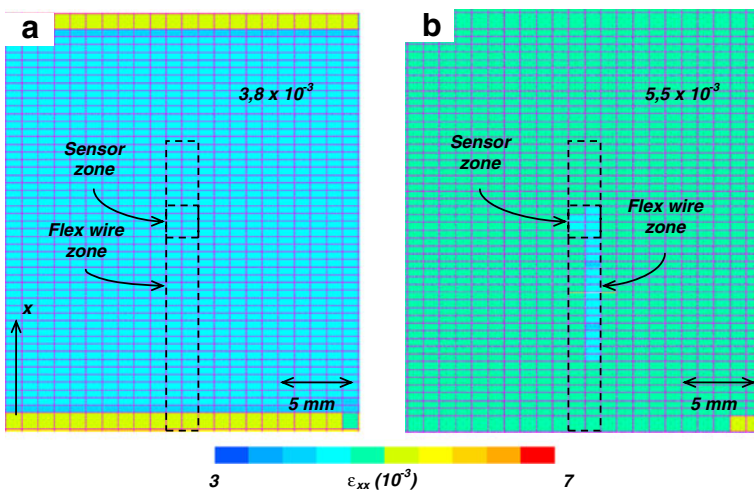 a
3,8 x 10⁻³
Sensor
zone
Flex wire
zone
x
5 mm
b
5,5 x 10⁻³
Sensor
zone
Flex wire
zone
5 mm
3
εxx (10⁻³)
7